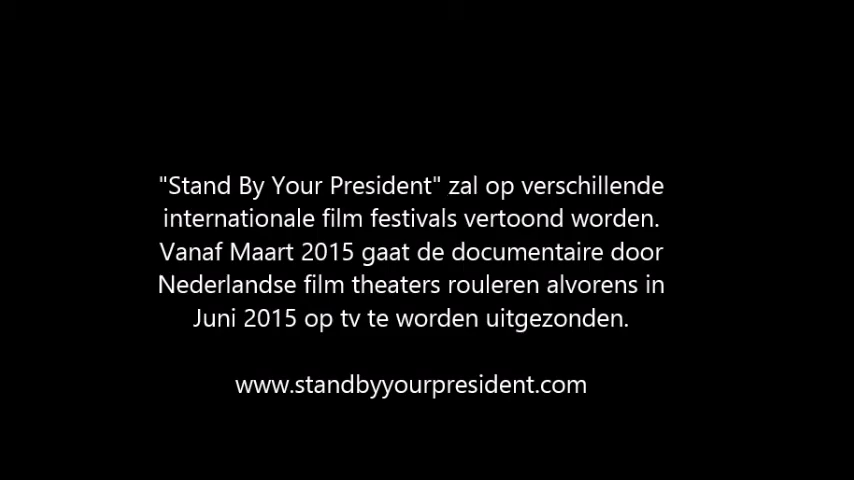 "Stand By Your President" zal op verschillende
internationale film festivals vertoond worden.
Vanaf Maart 2015 gaat de documentaire door
Nederlandse film theaters rouleren alvorens in
Juni 2015 op tv te worden uitgezonden.
www.standbyyourpresident.com